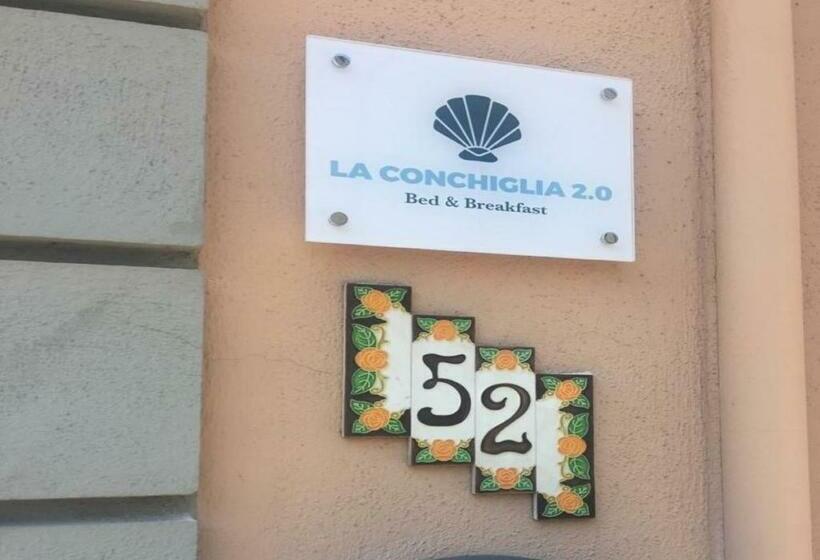 LA CONCHIGLIA 2.0
Bed & Breakfast
52